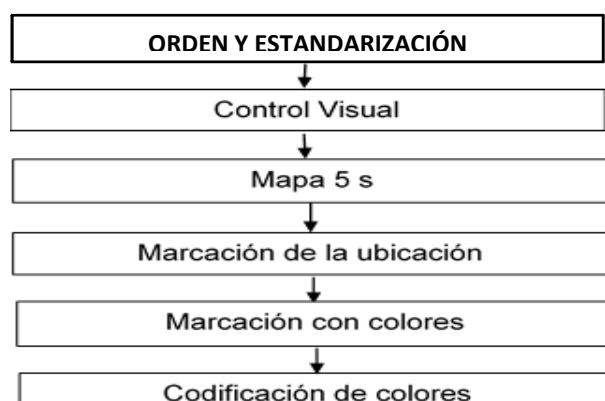 ORDEN Y ESTANDARIZACIÓN
Control Visual
Mapa 5 s
Marcación de la ubicación
Marcación con colores
Codificación de colores